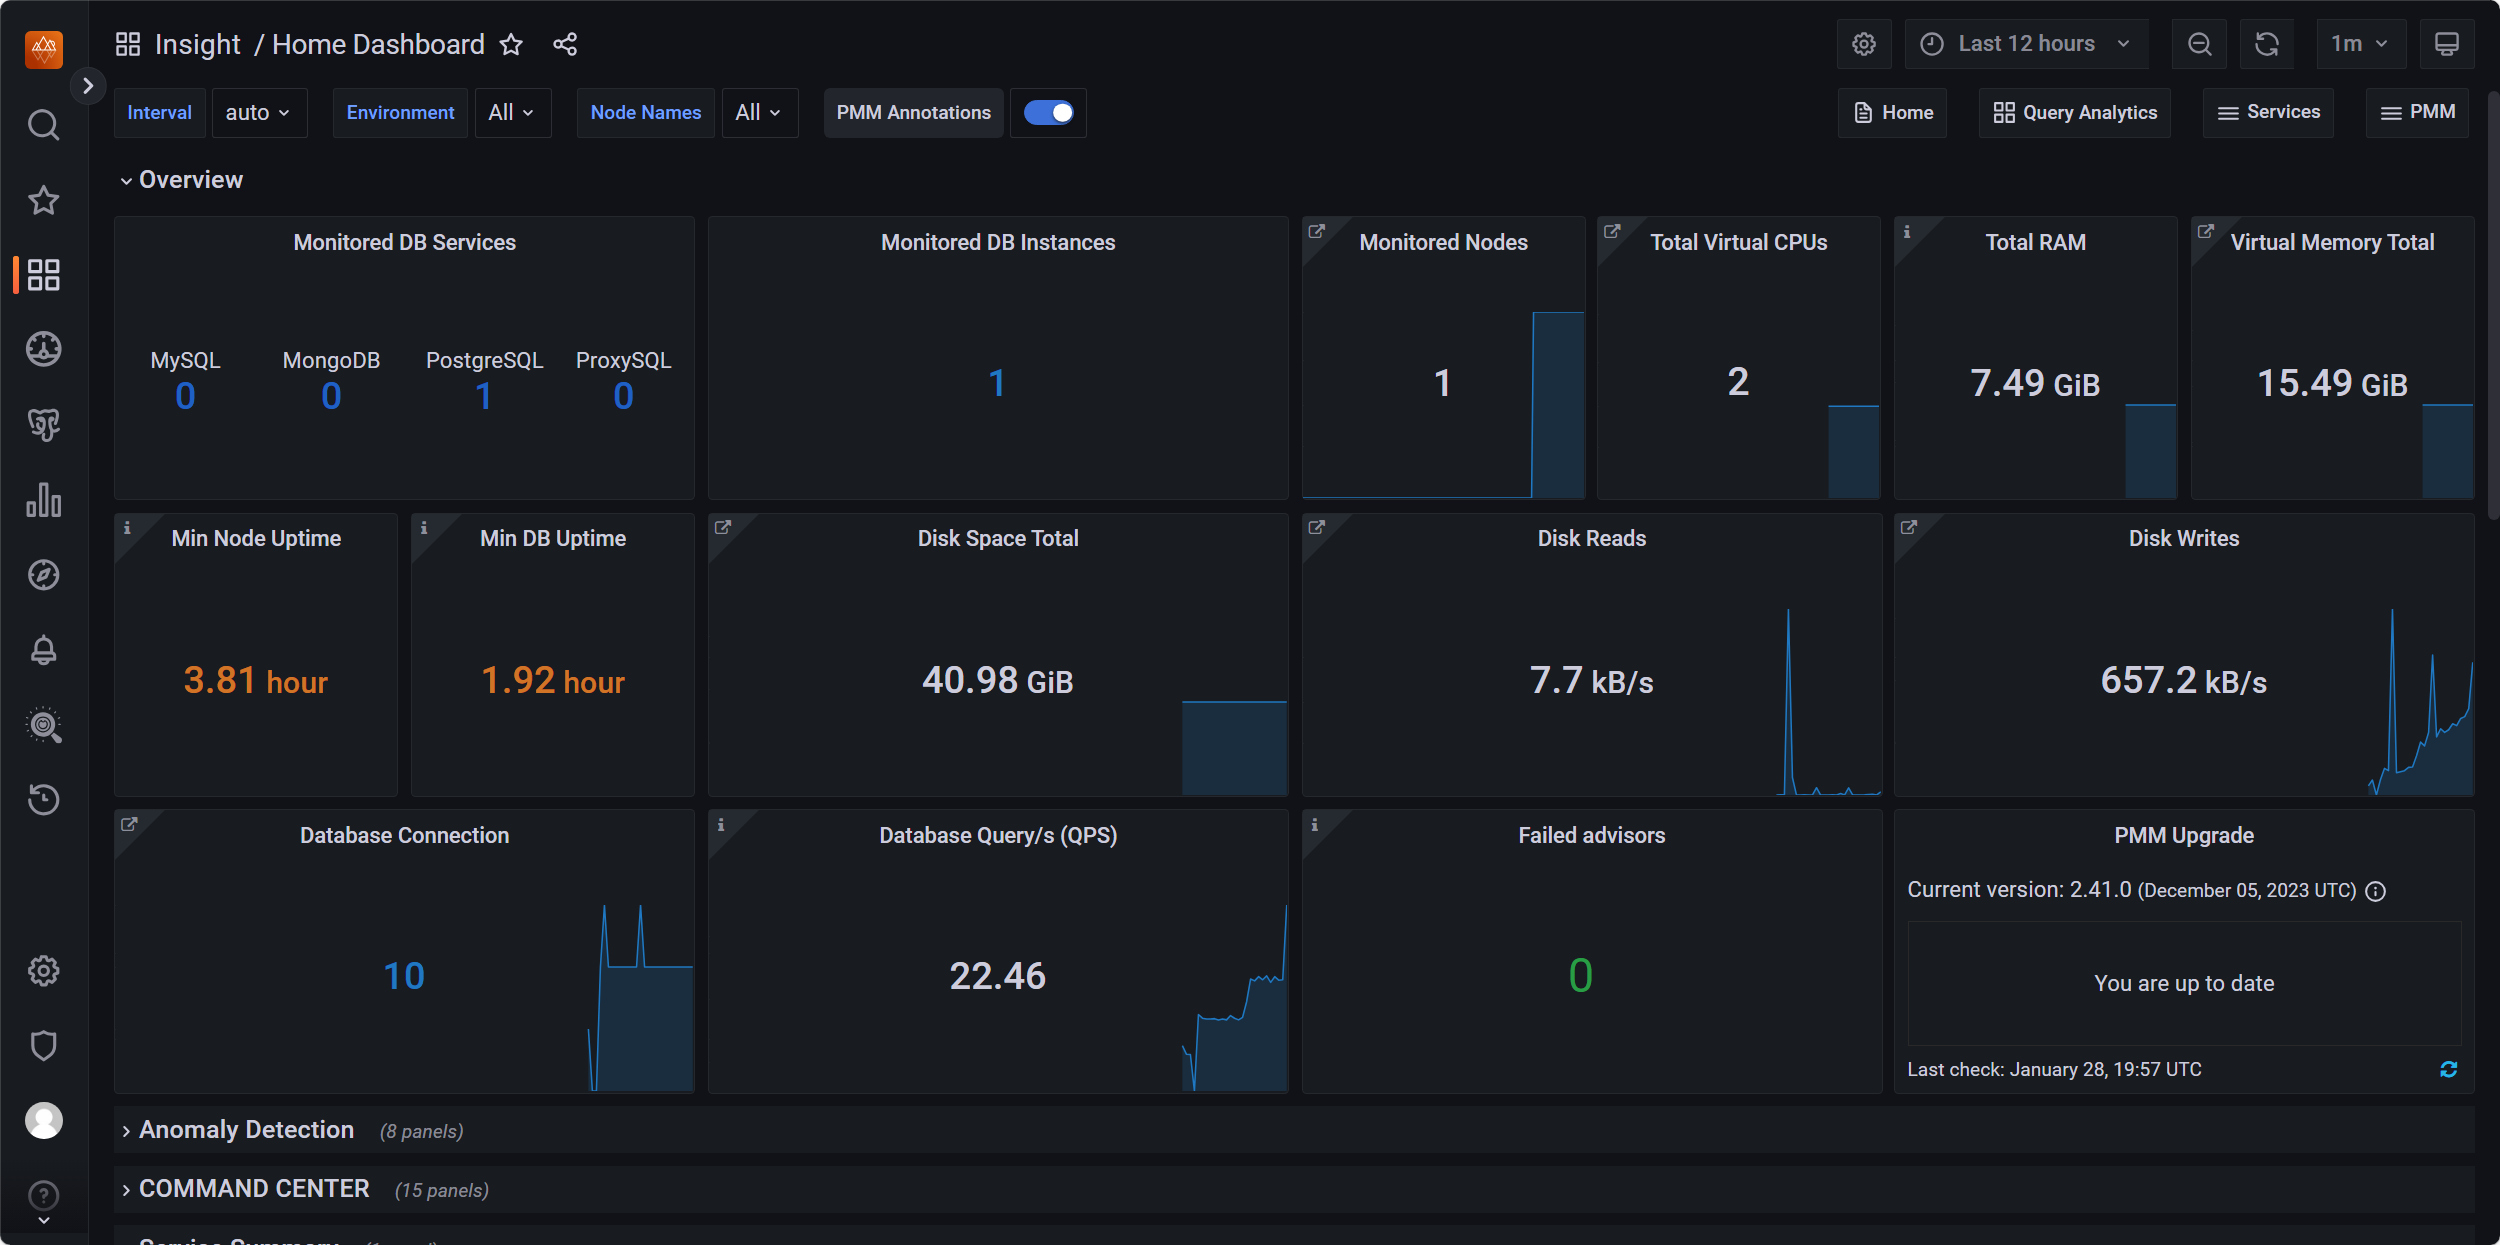 Insight / Home Dashboard
Last 12 hours
1m
Interval
auto
Environment
All
Node Names
All
PMM Annotations
Home
Query Analytics
Services
PMM
Overview
Monitored DB Services
MySQL
0
MongoDB
0
PostgreSQL
1
ProxySQL
0
Monitored DB Instances
1
Monitored Nodes
1
Total Virtual CPUs
2
Total RAM
7.49 GiB
Virtual Memory Total
15.49 GiB
Min Node Uptime
3.81 hour
Min DB Uptime
1.92 hour
Disk Space Total
40.98 GiB
Disk Reads
7.7 kB/s
Disk Writes
657.2 kB/s
Database Connection
10
Database Query/s (QPS)
22.46
Failed advisors
0
PMM Upgrade
Current version: 2.41.0 (December 05, 2023 UTC)
You are up to date
Last check: January 28, 19:57 UTC
Anomaly Detection (8 panels)
COMMAND CENTER (15 panels)
Service Summary